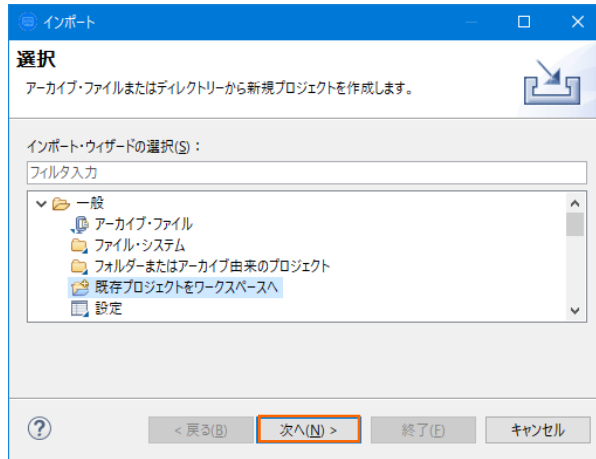 インポート
選択
アーカイブ・ファイルまたはディレクトリーから新規プロジェクトを作成します。
インポート・ウィザードの選択(S)：
フィルタ入力
一般
アーカイブ・ファイル
ファイル・システム
フォルダーまたはアーカイブ由来のプロジェクト
既存プロジェクトをワークスペースへ
設定
< 戻る(B) 次へ(N) > 終了(F) キャンセル